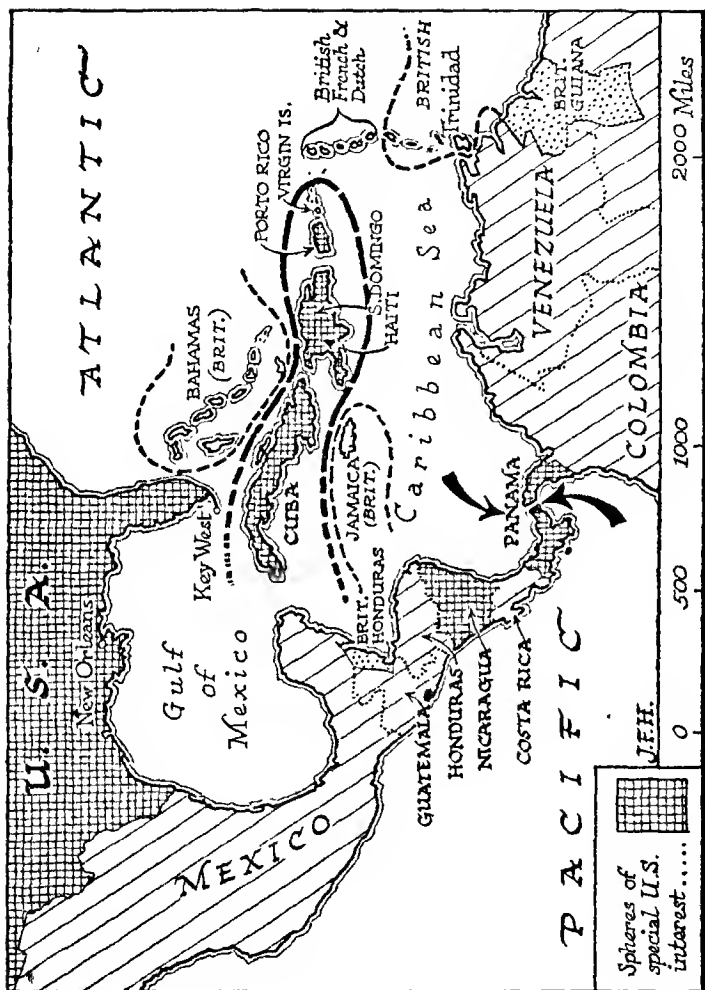 ATLANTIC
U. S. A.
New Orleans
Key West
BAHAMAS
(BRIT.)
PORTO RICO
VIRGIN IS.
British
French &
Dutch
BRITISH
Trinidad
BRIT.
GUIANA
Gulf
of
Mexico
CUBA
S. DOMINGO
HAITI
JAMAICA
(BRIT.)
Caribbean Sea
MEXICO
BRIT.
HONDURAS
GUATEMALA
HONDURAS
NICARAGUA
COSTA RICA
PANAMA
VENEZUELA
COLOMBIA
PACIFIC
J.F.H.
Spheres of
special U.S.
interest.....
0 500 1000 2000 Miles